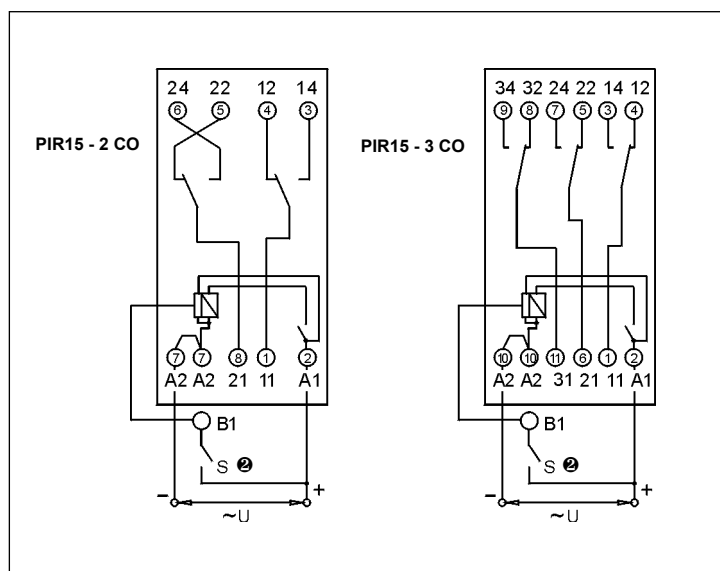 24 22 12 14
6 5 4 3
PIR15 - 2 CO
7 7 8 1 2
A2 A2 21 11 A1
B1
S 2
− +
~U
34 32 24 22 14 12
9 8 7 5 3 4
PIR15 - 3 CO
10 10 11 6 1 2
A2 A2 31 21 11 A1
B1
S 2
− +
~U